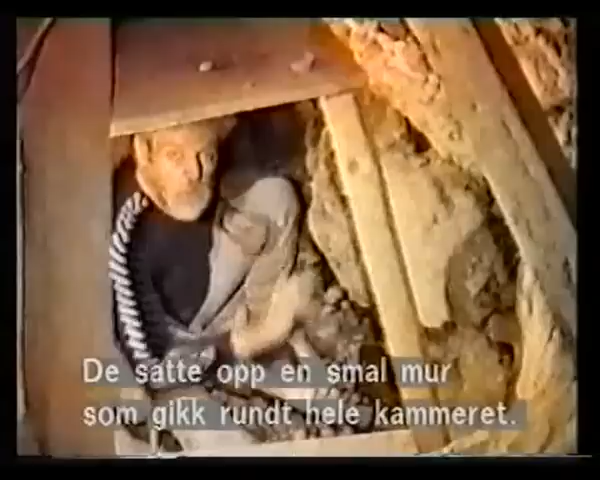 De satte opp en smal mur
som gikk rundt hele kammeret.